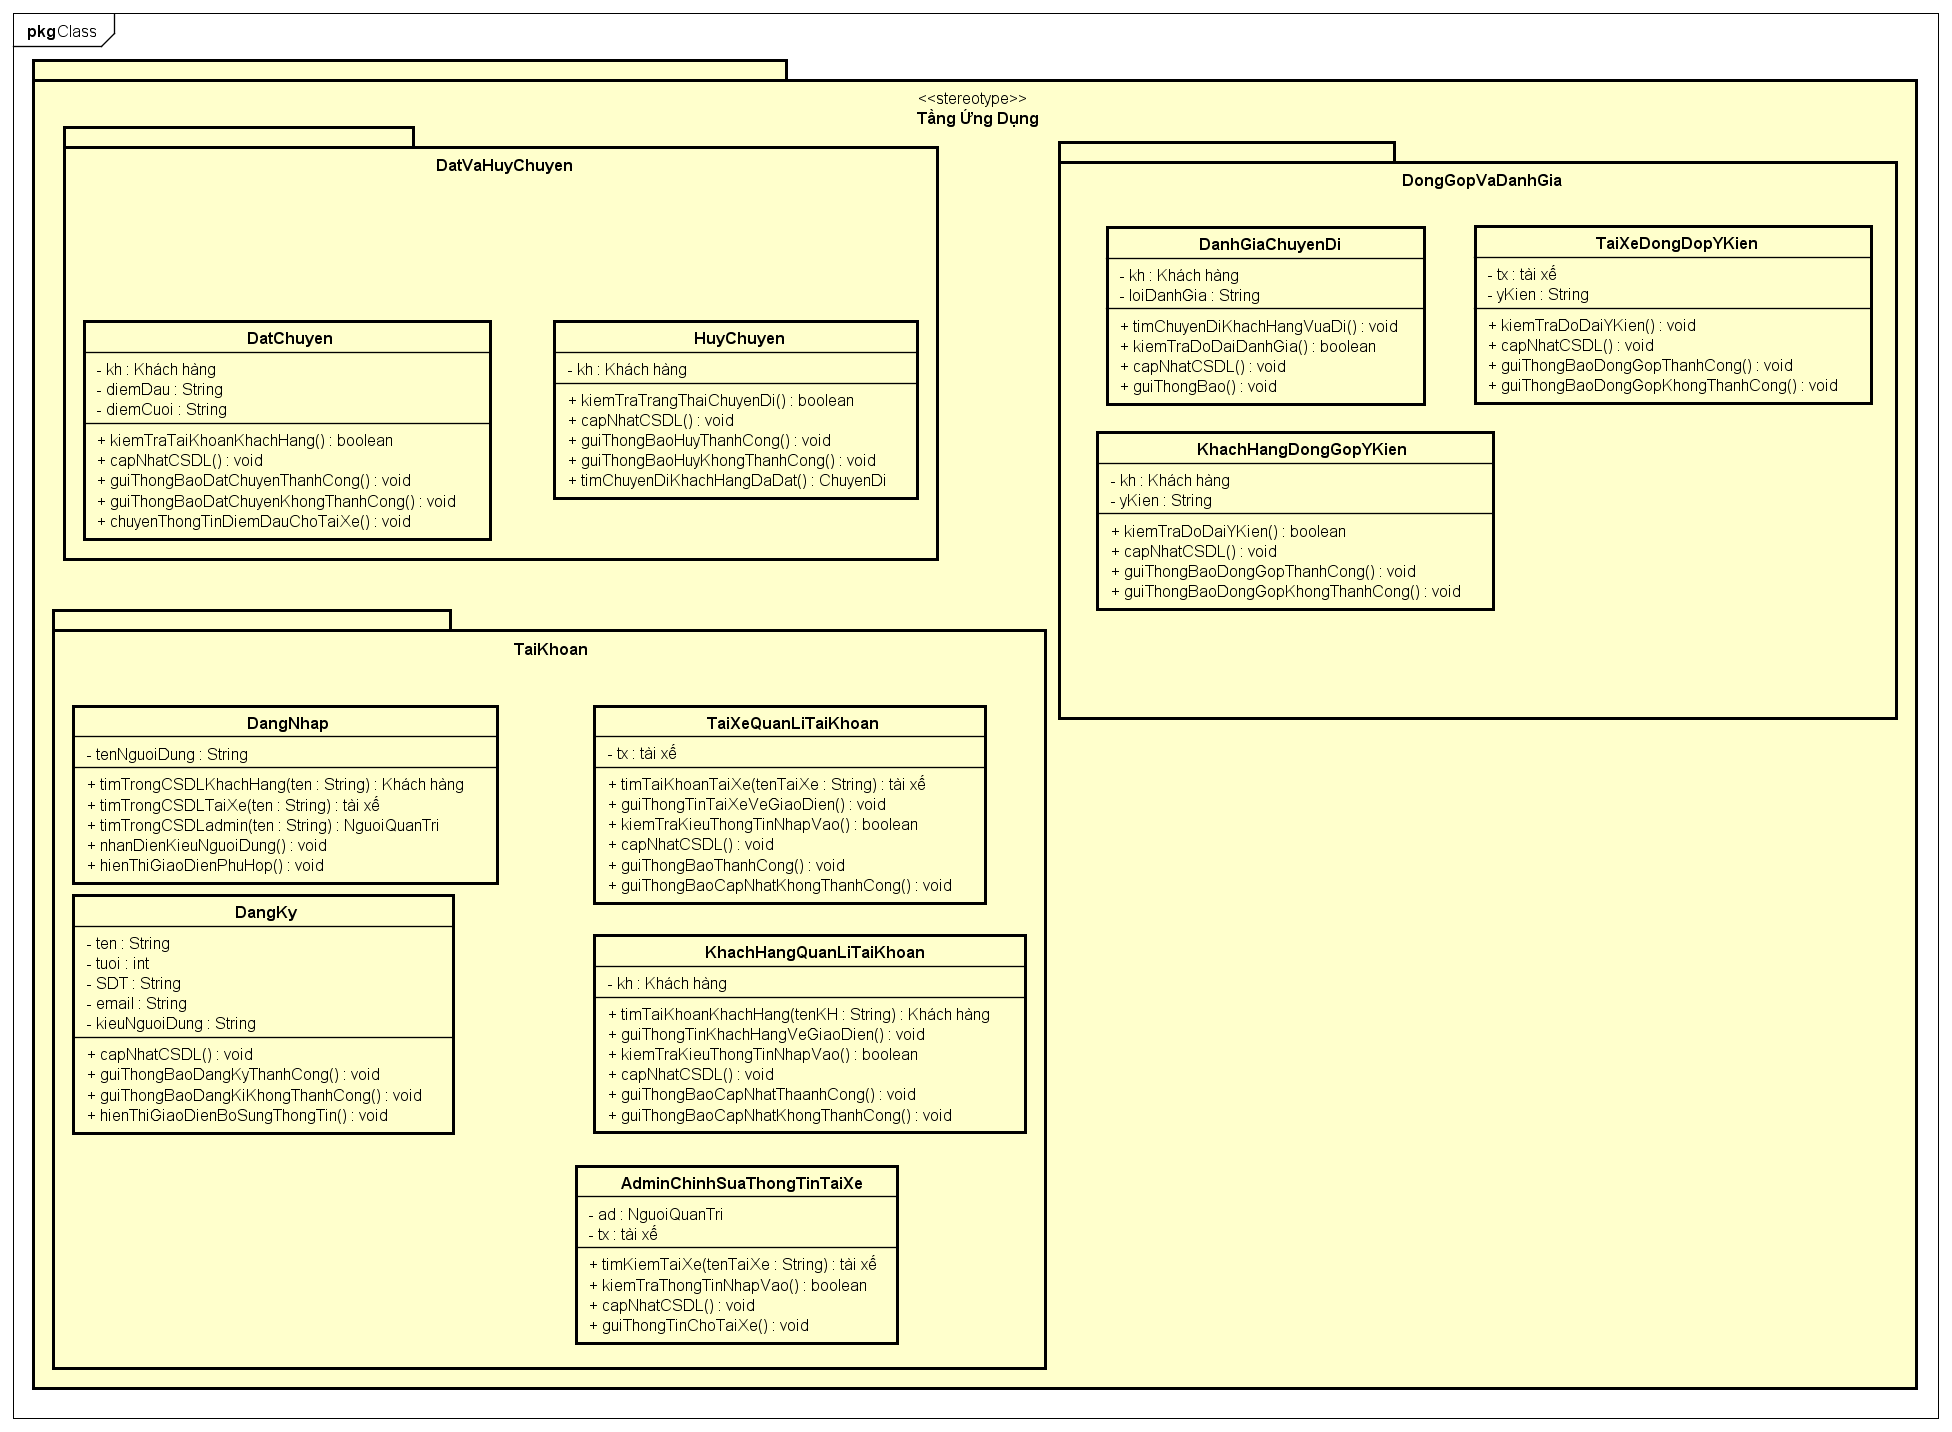 pkg Class
<<stereotype>>
Tầng Ứng Dụng
DatVaHuyChuyen
DatChuyen
- kh : Khách hàng
- diemDau : String
- diemCuoi : String
+ kiemTraTaiKhoanKhachHang() : boolean
+ capNhatCSDL() : void
+ guiThongBaoDatChuyenThanhCong() : void
+ guiThongBaoDatChuyenKhongThanhCong() : void
+ chuyenThongTinDiemDauChoTaiXe() : void
HuyChuyen
- kh : Khách hàng
+ kiemTraTrangThaiChuyenDi() : boolean
+ capNhatCSDL() : void
+ guiThongBaoHuyThanhCong() : void
+ guiThongBaoHuyKhongThanhCong() : void
+ timChuyenDiKhachHangDaDat() : ChuyenDi
DongGopVaDanhGia
DanhGiaChuyenDi
- kh : Khách hàng
- loiDanhGia : String
+ timChuyenDiKhachHangVuaDi() : void
+ kiemTraDoDaiDanhGia() : boolean
+ capNhatCSDL() : void
+ guiThongBao() : void
TaiXeDongDopYKien
- tx : tài xế
- yKien : String
+ kiemTraDoDaiYKien() : void
+ capNhatCSDL() : void
+ guiThongBaoDongGopThanhCong() : void
+ guiThongBaoDongGopKhongThanhCong() : void
KhachHangDongGopYKien
- kh : Khách hàng
- yKien : String
+ kiemTraDoDaiYKien() : boolean
+ capNhatCSDL() : void
+ guiThongBaoDongGopThanhCong() : void
+ guiThongBaoDongGopKhongThanhCong() : void
TaiKhoan
DangNhap
- tenNguoiDung : String
+ timTrongCSDLKhachHang(ten : String) : Khách hàng
+ timTrongCSDLTaiXe(ten : String) : tài xế
+ timTrongCSDLadmin(ten : String) : NguoiQuanTri
+ nhanDienKieuNguoiDung() : void
+ hienThiGiaoDienPhuHop() : void
DangKy
- ten : String
- tuoi : int
- SDT : String
- email : String
- kieuNguoiDung : String
+ capNhatCSDL() : void
+ guiThongBaoDangKyThanhCong() : void
+ guiThongBaoDangKiKhongThanhCong() : void
+ hienThiGiaoDienBoSungThongTin() : void
TaiXeQuanLiTaiKhoan
- tx : tài xế
+ timTaiKhoanTaiXe(tenTaiXe : String) : tài xế
+ guiThongTinTaiXeVeGiaoDien() : void
+ kiemTraKieuThongTinNhapVao() : boolean
+ capNhatCSDL() : void
+ guiThongBaoThanhCong() : void
+ guiThongBaoCapNhatKhongThanhCong() : void
KhachHangQuanLiTaiKhoan
- kh : Khách hàng
+ timTaiKhoanKhachHang(tenKH : String) : Khách hàng
+ guiThongTinKhachHangVeGiaoDien() : void
+ kiemTraKieuThongTinNhapVao() : boolean
+ capNhatCSDL() : void
+ guiThongBaoCapNhatThaanhCong() : void
+ guiThongBaoCapNhatKhongThanhCong() : void
AdminChinhSuaThongTinTaiXe
- ad : NguoiQuanTri
- tx : tài xế
+ timKiemTaiXe(tenTaiXe : String) : tài xế
+ kiemTraThongTinNhapVao() : boolean
+ capNhatCSDL() : void
+ guiThongTinChoTaiXe() : void